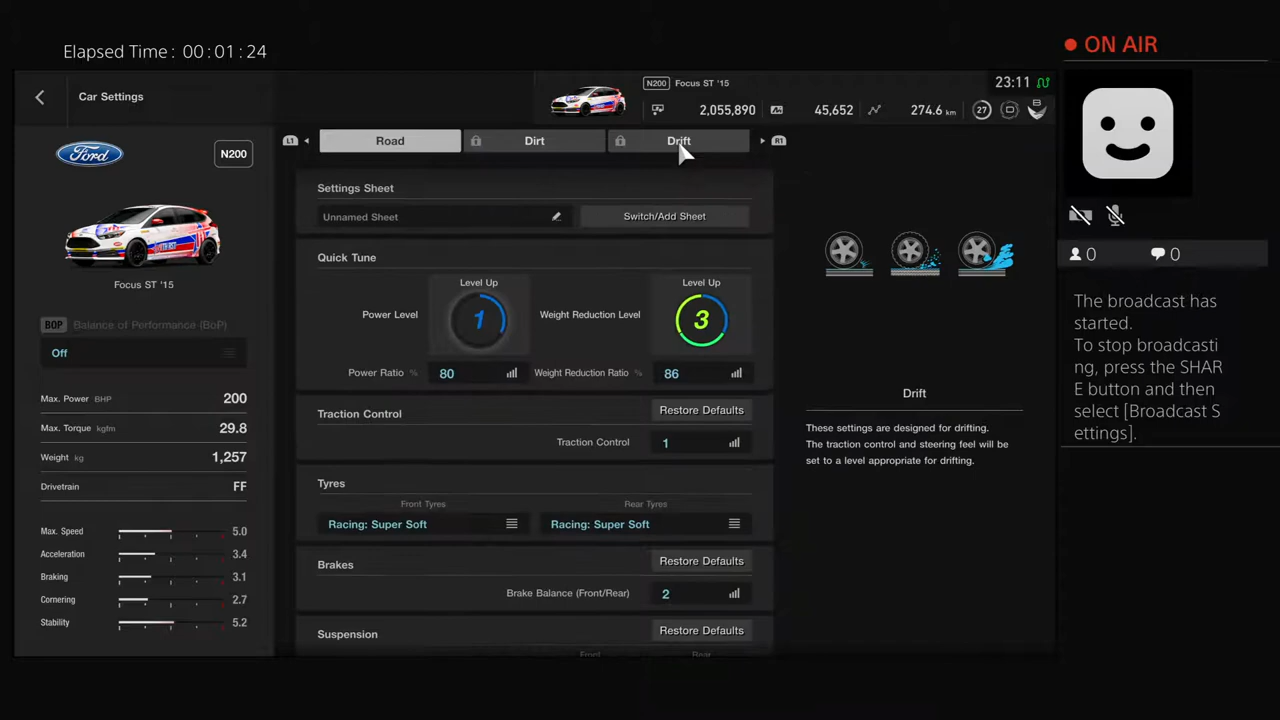 Elapsed Time: 00:01:24
ON AIR
Car Settings
N200 Focus ST '15
23:11
2,055,890
45,652
274.6 km
27
B
L1
Road
Dirt
Drift
R1
Ford
N200
Focus ST '15
BOP Balance of Performance (BoP)
Off
Max. Power BHP 200
Max. Torque kgfm 29.8
Weight kg 1,257
Drivetrain FF
Max. Speed 5.0
Acceleration 3.4
Braking 3.1
Cornering 2.7
Stability 5.2
Settings Sheet
Unnamed Sheet
Switch/Add Sheet
Quick Tune
Level Up
Level Up
Power Level 1
Weight Reduction Level 3
Power Ratio % 80
Weight Reduction Ratio % 86
Traction Control
Restore Defaults
Traction Control 1
Tyres
Front Tyres
Rear Tyres
Racing: Super Soft
Racing: Super Soft
Brakes
Restore Defaults
Brake Balance (Front/Rear) 2
Suspension
Restore Defaults
Front
Rear
Drift
These settings are designed for drifting.
The traction control and steering feel will be
set to a level appropriate for drifting.
0
0
The broadcast has
started.
To stop broadcasti
ng, press the SHAR
E button and then
select [Broadcast S
ettings].